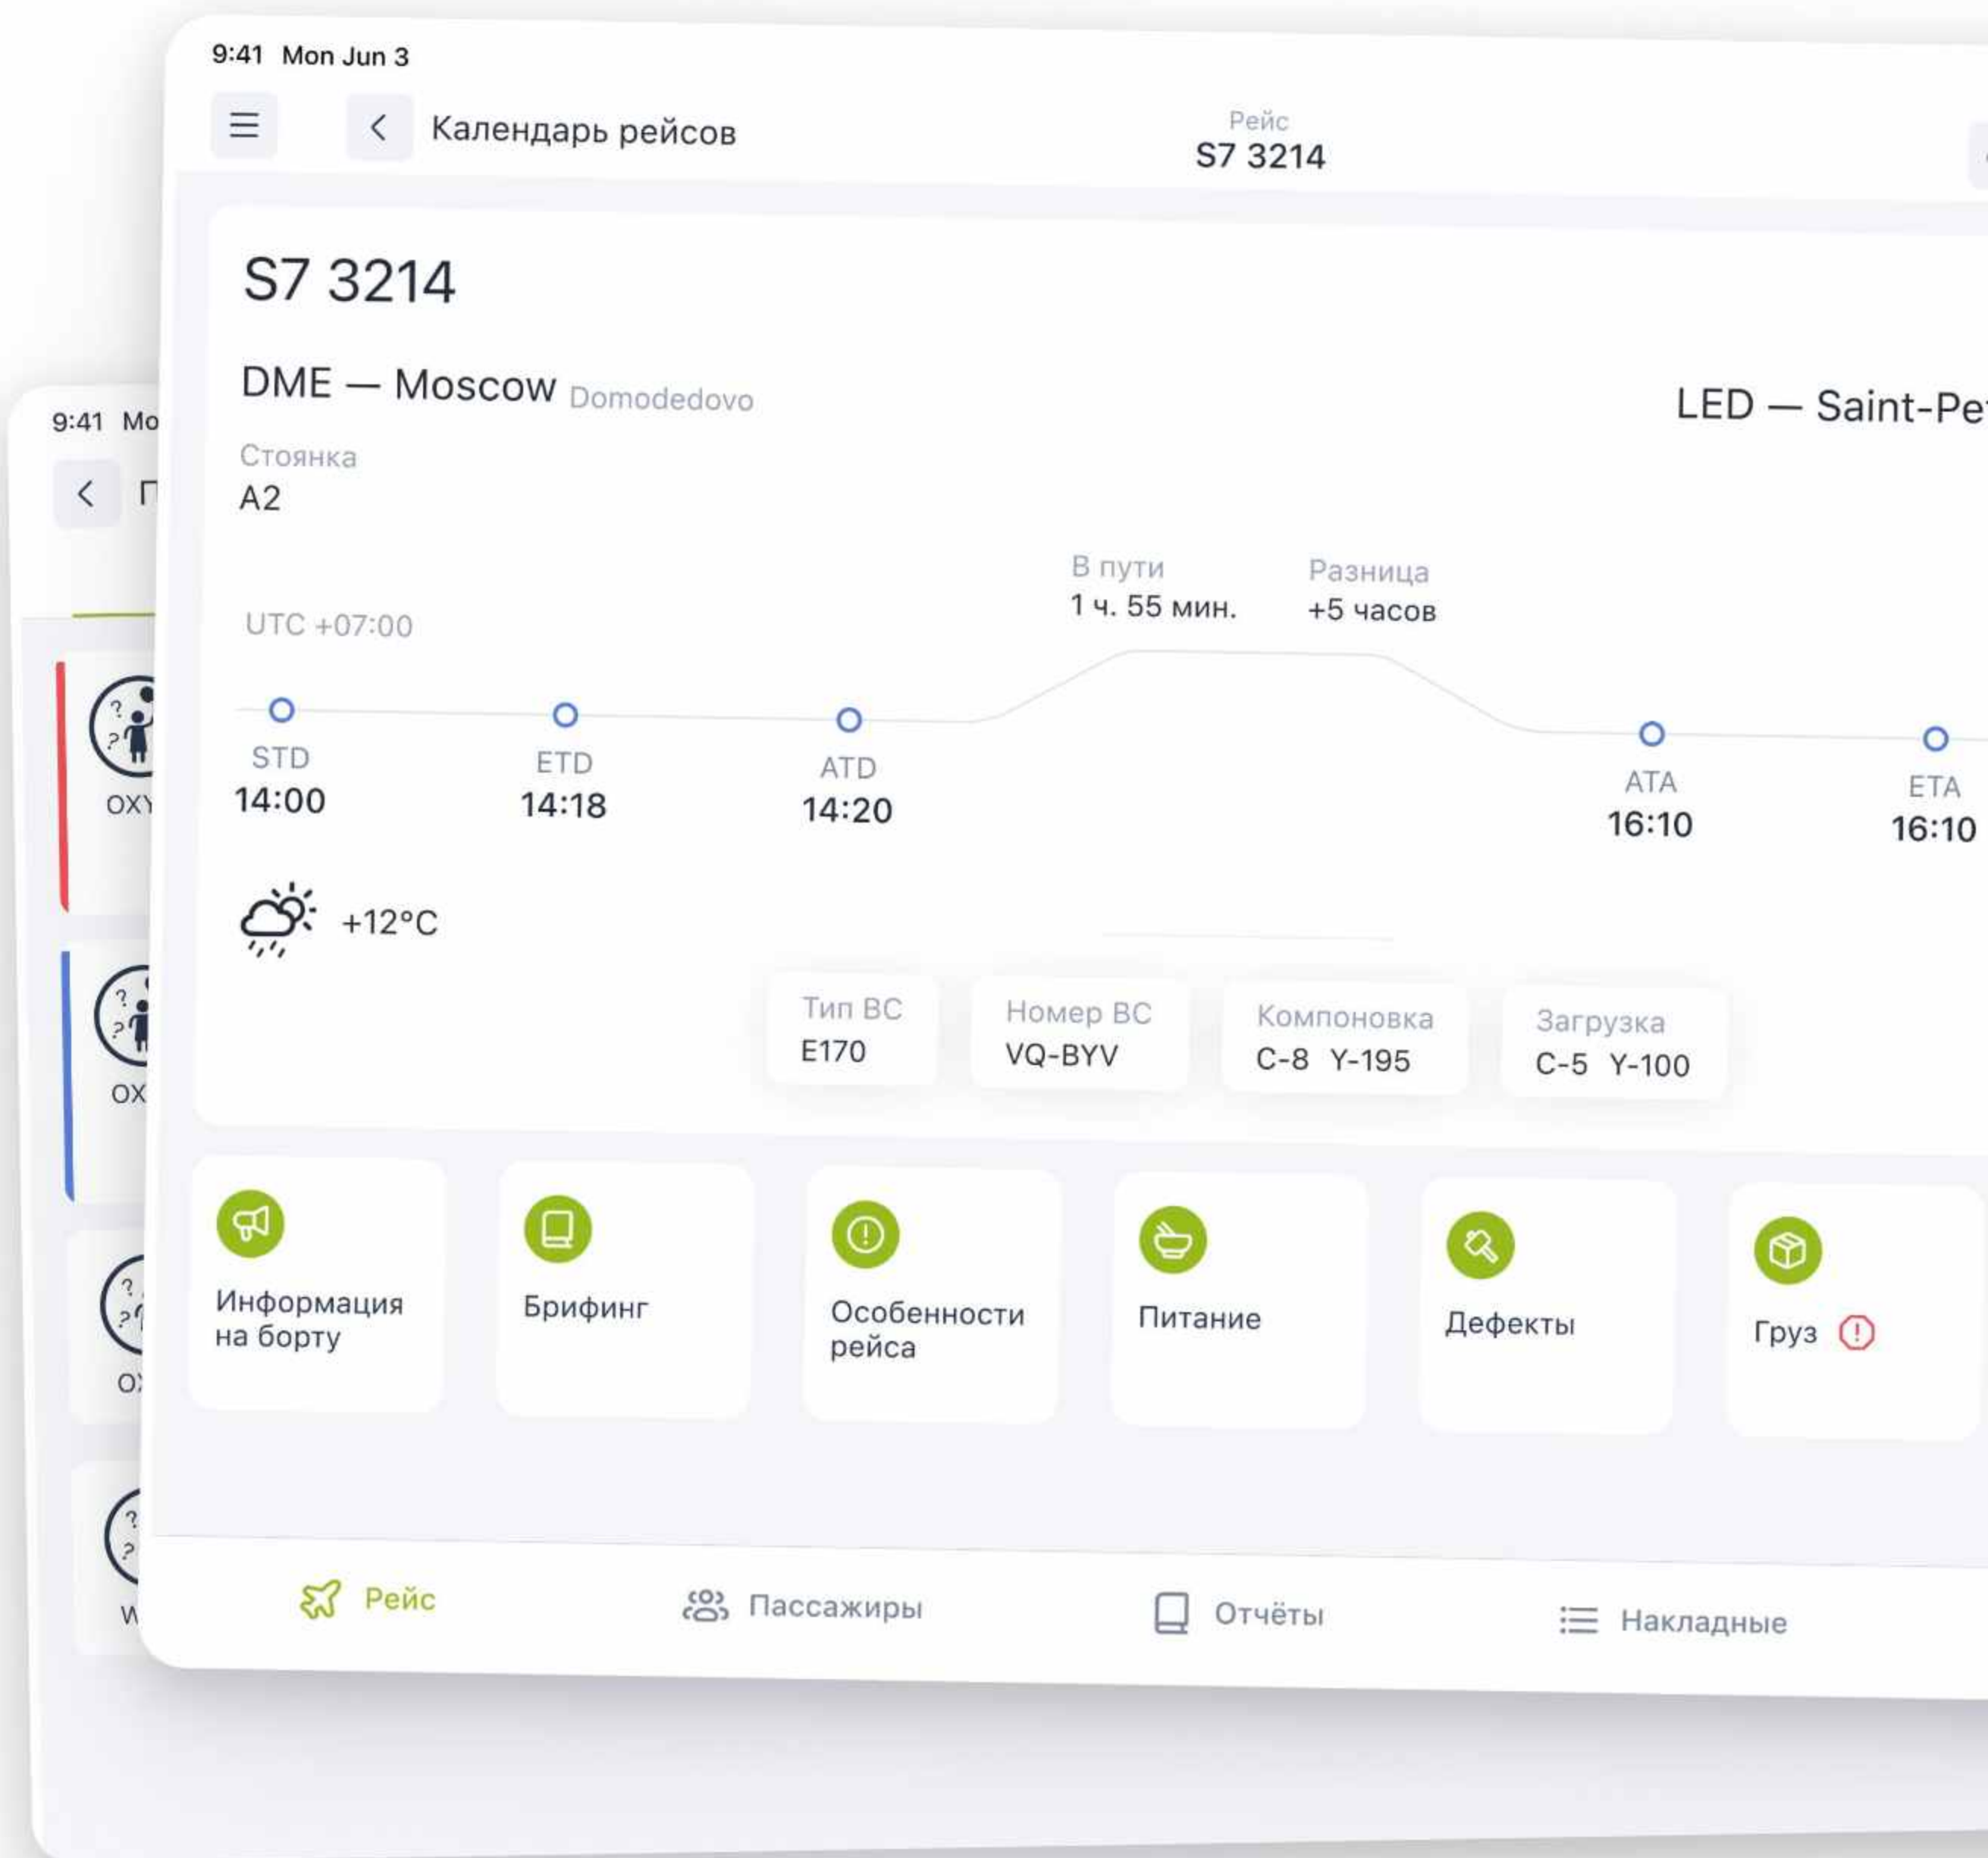 9:41 Mon Jun 3
Календарь рейсов
Рейс
S7 3214
S7 3214
DME — Moscow Domodedovo
LED — Saint-Pe
Стоянка
A2
В пути
1 ч. 55 мин.
Разница
+5 часов
UTC +07:00
STD
14:00
ETD
14:18
ATD
14:20
ATA
16:10
ETA
16:10
+12°C
Тип ВС
E170
Номер ВС
VQ-BYV
Компоновка
C-8 Y-195
Загрузка
C-5 Y-100
Информация
на борту
Брифинг
Особенности
рейса
Питание
Дефекты
Груз
Рейс
Пассажиры
Отчёты
Накладные
9:41 Mo
П
OXY
OX